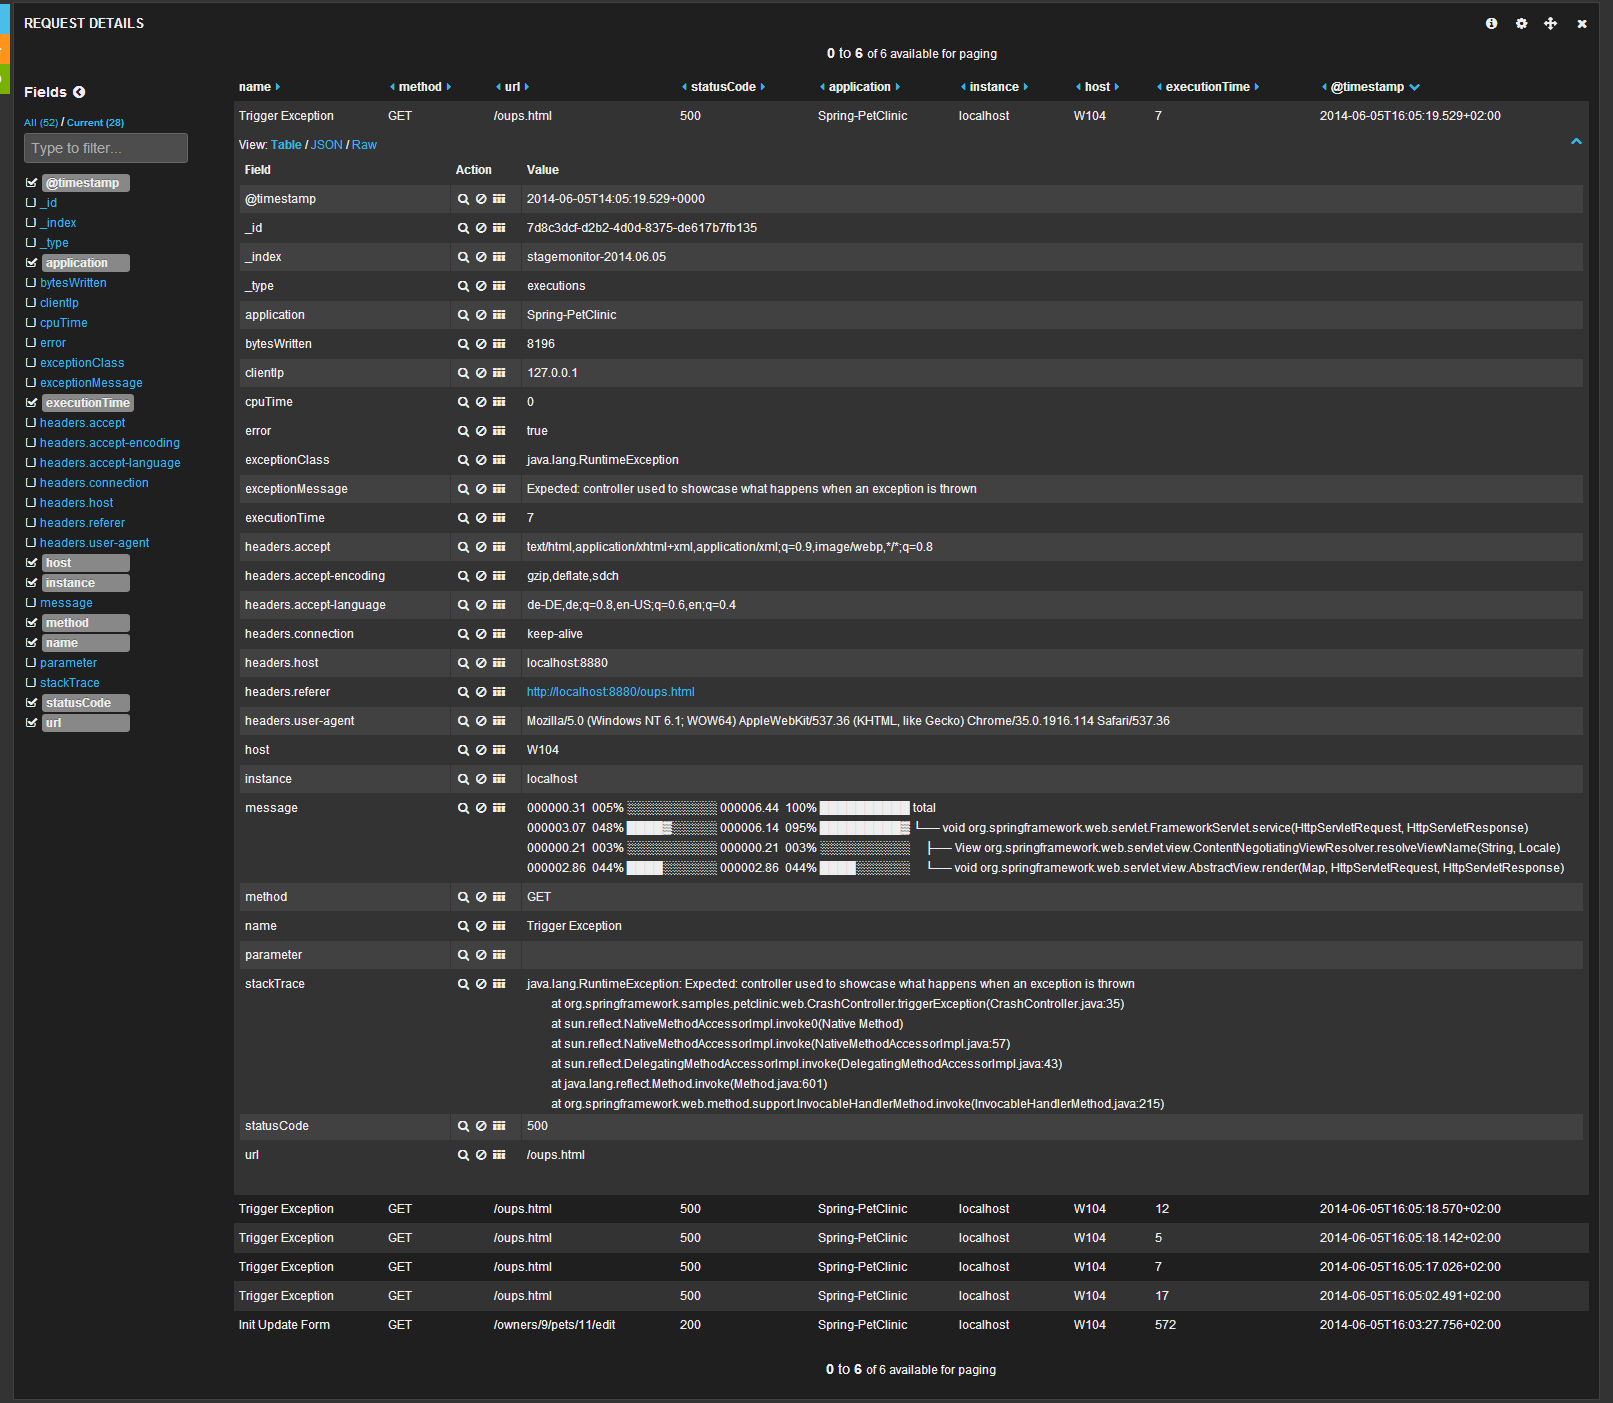 REQUEST DETAILS
0 to 6 of 6 available for paging
Fields
All (52) / Current (28)
Type to filter...
@timestamp
_id
_index
_type
application
bytesWritten
clientIp
cpuTime
error
exceptionClass
exceptionMessage
executionTime
headers.accept
headers.accept-encoding
headers.accept-language
headers.connection
headers.host
headers.referer
headers.user-agent
host
instance
message
method
name
parameter
stackTrace
statusCode
url
name method url statusCode application instance host executionTime @timestamp
Trigger Exception GET /oups.html 500 Spring-PetClinic localhost W104 7 2014-06-05T16:05:19.529+02:00
View: Table / JSON / Raw
Field Action Value
@timestamp 2014-06-05T14:05:19.529+0000
_id 7d8c3dcf-d2b2-4d0d-8375-de617b7fb135
_index stagemonitor-2014.06.05
_type executions
application Spring-PetClinic
bytesWritten 8196
clientIp 127.0.0.1
cpuTime 0
error true
exceptionClass java.lang.RuntimeException
exceptionMessage Expected: controller used to showcase what happens when an exception is thrown
executionTime 7
headers.accept text/html,application/xhtml+xml,application/xml;q=0.9,image/webp,*/*;q=0.8
headers.accept-encoding gzip,deflate,sdch
headers.accept-language de-DE,de;q=0.8,en-US;q=0.6,en;q=0.4
headers.connection keep-alive
headers.host localhost:8880
headers.referer http://localhost:8880/oups.html
headers.user-agent Mozilla/5.0 (Windows NT 6.1; WOW64) AppleWebKit/537.36 (KHTML, like Gecko) Chrome/35.0.1916.114 Safari/537.36
host W104
instance localhost
message 000000.31 005% ░░░░░░░░░░ 000006.44 100% ██████████ total
000003.07 048% ████▓░░░░░ 000006.14 095% █████████▓ └── void org.springframework.web.servlet.FrameworkServlet.service(HttpServletRequest, HttpServletResponse)
000000.21 003% ░░░░░░░░░░ 000000.21 003% ░░░░░░░░░░ ├── View org.springframework.web.servlet.view.ContentNegotiatingViewResolver.resolveViewName(String, Locale)
000002.86 044% ████░░░░░░ 000002.86 044% ████░░░░░░ └── void org.springframework.web.servlet.view.AbstractView.render(Map, HttpServletRequest, HttpServletResponse)
method GET
name Trigger Exception
parameter
stackTrace java.lang.RuntimeException: Expected: controller used to showcase what happens when an exception is thrown
at org.springframework.samples.petclinic.web.CrashController.triggerException(CrashController.java:35)
at sun.reflect.NativeMethodAccessorImpl.invoke0(Native Method)
at sun.reflect.NativeMethodAccessorImpl.invoke(NativeMethodAccessorImpl.java:57)
at sun.reflect.DelegatingMethodAccessorImpl.invoke(DelegatingMethodAccessorImpl.java:43)
at java.lang.reflect.Method.invoke(Method.java:601)
at org.springframework.web.method.support.InvocableHandlerMethod.invoke(InvocableHandlerMethod.java:215)
statusCode 500
url /oups.html
Trigger Exception GET /oups.html 500 Spring-PetClinic localhost W104 12 2014-06-05T16:05:18.570+02:00
Trigger Exception GET /oups.html 500 Spring-PetClinic localhost W104 5 2014-06-05T16:05:18.142+02:00
Trigger Exception GET /oups.html 500 Spring-PetClinic localhost W104 7 2014-06-05T16:05:17.026+02:00
Trigger Exception GET /oups.html 500 Spring-PetClinic localhost W104 17 2014-06-05T16:05:02.491+02:00
Init Update Form GET /owners/9/pets/11/edit 200 Spring-PetClinic localhost W104 572 2014-06-05T16:03:27.756+02:00
0 to 6 of 6 available for paging